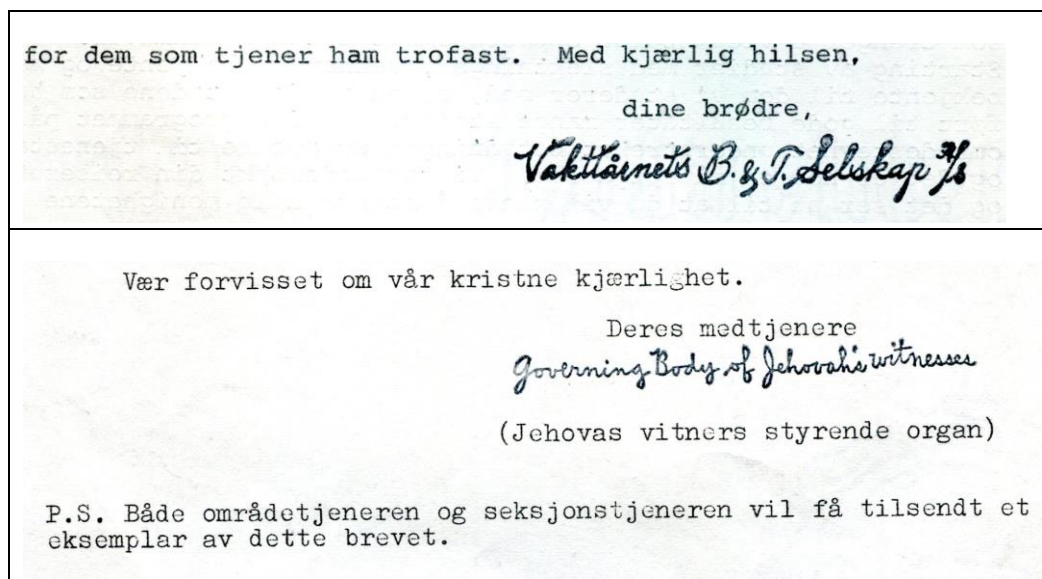 for dem som tjener ham trofast. Med kjærlig hilsen,
dine brødre,
Vakttårnets B. & T. Selskap
Vær forvisset om vår kristne kjærlighet.
Deres medtjenere
Governing Body of Jehovah's witnesses
(Jehovas vitners styrende organ)
P.S. Både områdetjeneren og seksjonstjeneren vil få tilsendt et
eksemplar av dette brevet.